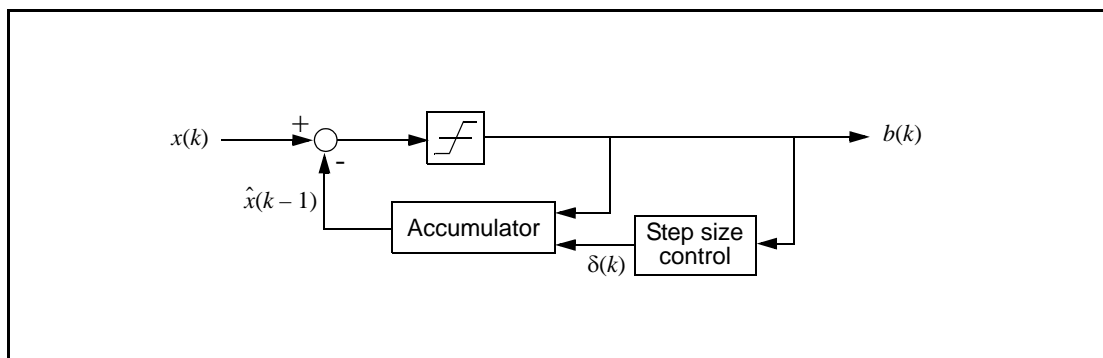 x(k)
+
-
b(k)
x̂(k – 1)
Accumulator
Step size
control
δ(k)